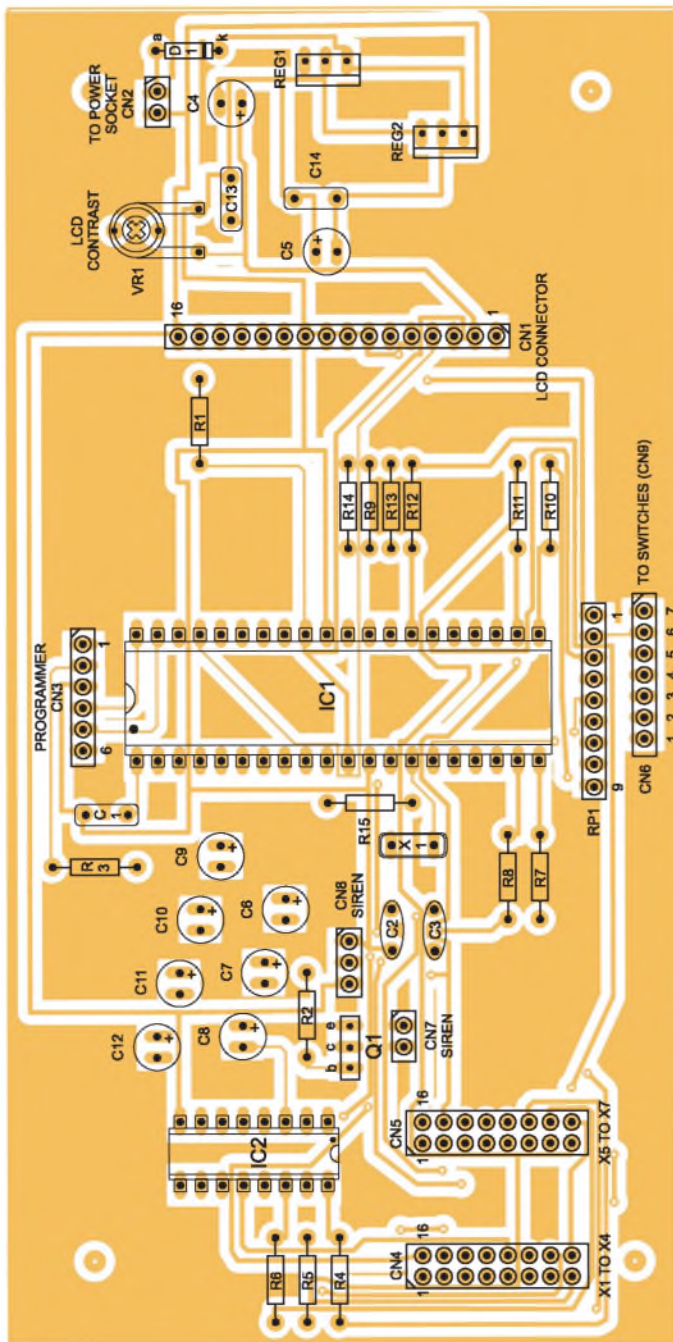 a
D
1
k
TO POWER
SOCKET
CN2
C4
+
REG1
REG2
LCD
CONTRAST
VR1
C13
C14
C5
+
16
1
CN1
LCD CONNECTOR
R1
R14
R9
R13
R12
R11
R10
PROGRAMMER
CN3
6
1
IC1
1
RP1
9
TO SWITCHES (CN9)
CN6
1 2 3 4 5 6 7
C
1
R
3
R15
X
1
C9
+
C10
+
C6
+
C11
+
C7
+
C12
+
C8
+
R2
CN8
SIREN
C2
C3
R8
R7
b c e
Q1
CN7
SIREN
IC2
R6
R5
R4
1
CN5
16
X5 TO X7
1
CN4
16
X1 TO X4